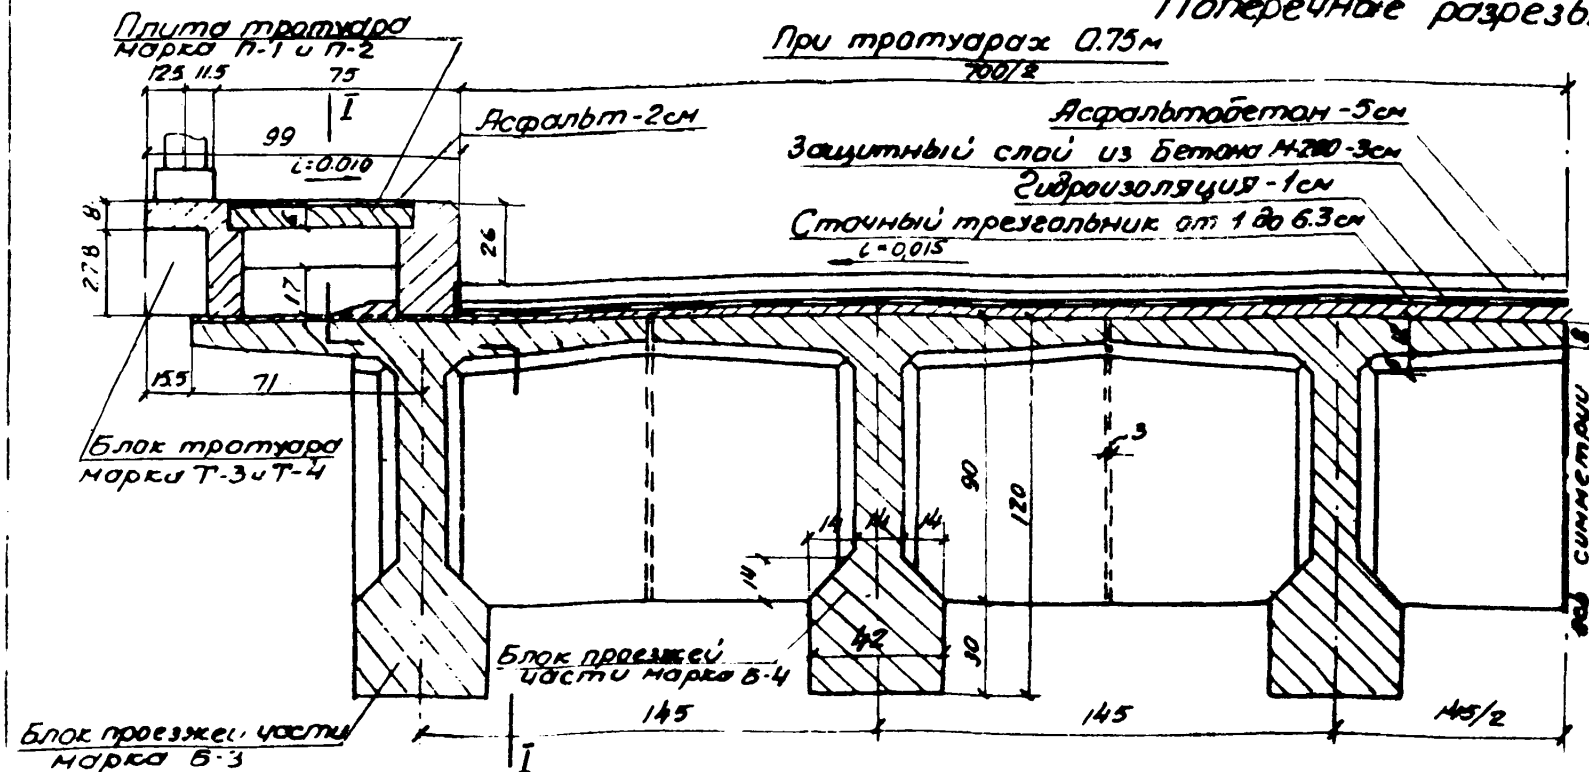 Поперечные разрезы
При тротуарах 0.75м
700/2
Плита тротуара
марка П-1 и П-2
12.5 11.5 75
I
99
i=0.010
Асфальт-2см
Асфальтобетон-5см
Защитный слой из бетона М-200-3см
Гидроизоляция-1см
Сточный треугольник от 1 до 6.3см
i=0,015
8
27.8
6
17
26
15.5 71
8
Блок тротуара
марки Т-3 и Т-4
3
90
120
14 14 14
14
42
30
Блок проезжей
части марка Б-4
Блок проезжей части
марка Б-3
I
145 145 145/2
ось симметрии